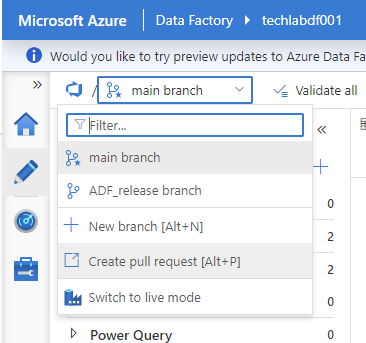 Microsoft Azure Data Factory ▸ techlabdf001
Would you like to try preview updates to Azure Data Fa
» / main branch Validate all
Filter...
«
main branch
ADF_release branch 0
New branch [Alt+N] 2
Create pull request [Alt+P] 2
Switch to live mode 0
Power Query 0